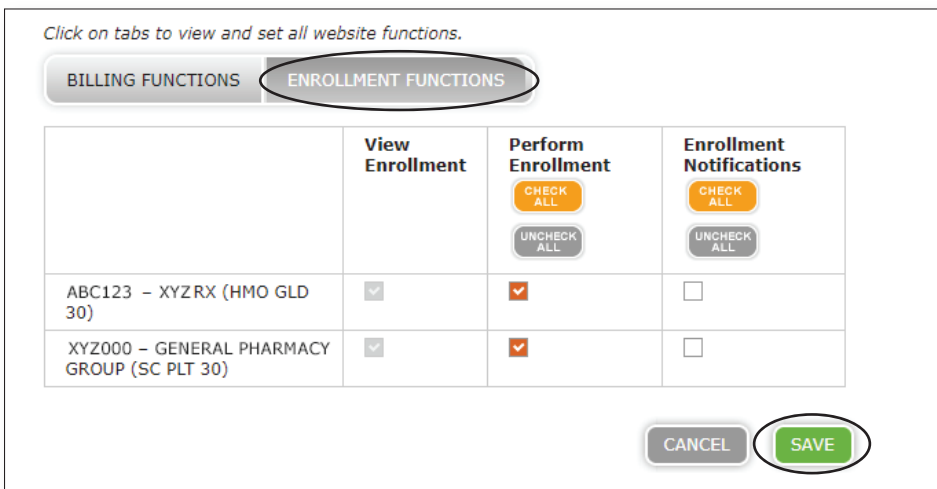 Click on tabs to view and set all website functions.
BILLING FUNCTIONS
ENROLLMENT FUNCTIONS
View
Enrollment
Perform
Enrollment
CHECK
ALL
UNCHECK
ALL
Enrollment
Notifications
CHECK
ALL
UNCHECK
ALL
ABC123 – XYZRX (HMO GLD
30)
XYZ000 – GENERAL PHARMACY
GROUP (SC PLT 30)
CANCEL
SAVE